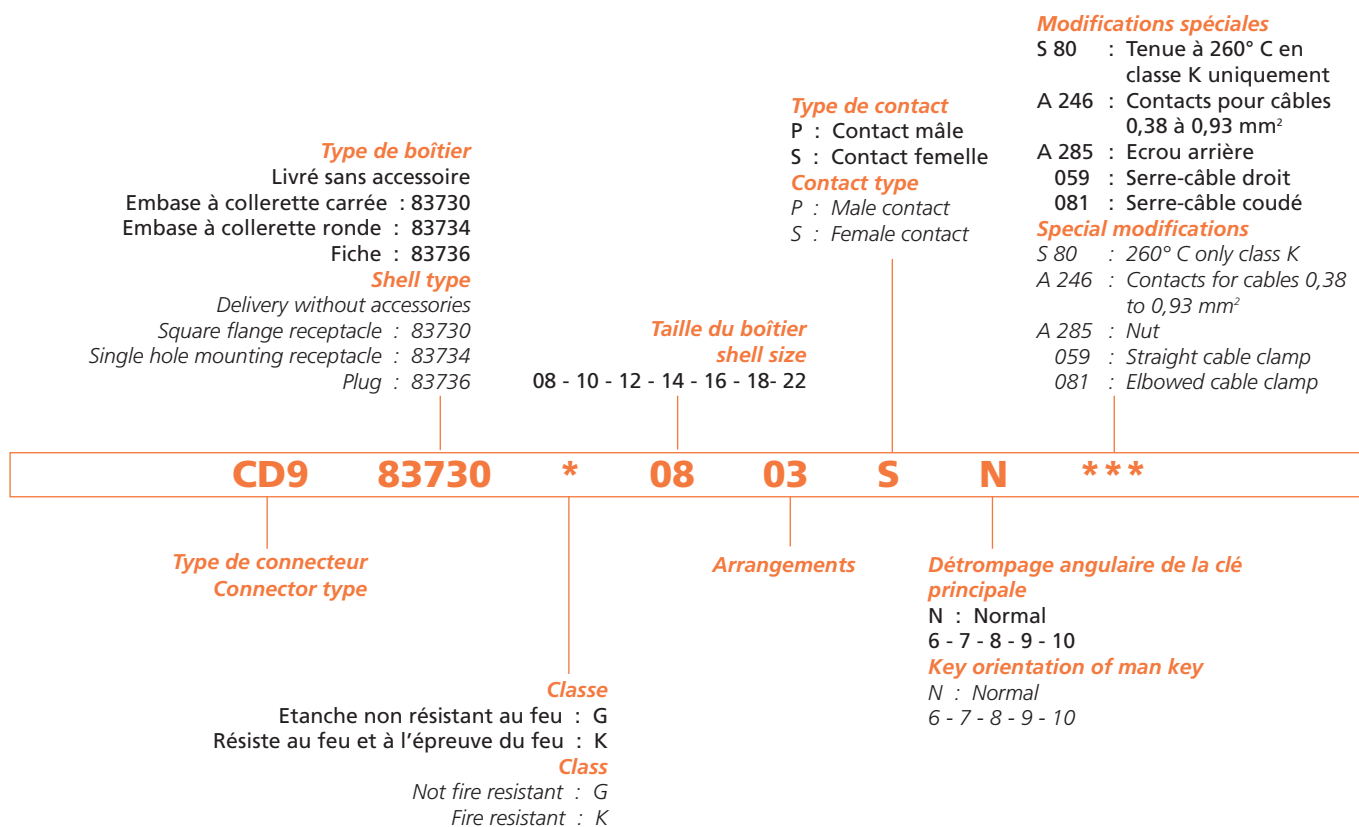 Modifications spéciales
S 80 : Tenue à 260° C en
classe K uniquement
A 246 : Contacts pour câbles
0,38 à 0,93 mm²
A 285 : Ecrou arrière
059 : Serre-câble droit
081 : Serre-câble coudé
Special modifications
S 80 : 260° C only class K
A 246 : Contacts for cables 0,38
to 0,93 mm²
A 285 : Nut
059 : Straight cable clamp
081 : Elbowed cable clamp
Type de contact
P : Contact mâle
S : Contact femelle
Contact type
P : Male contact
S : Female contact
Type de boîtier
Livré sans accessoire
Embase à collerette carrée : 83730
Embase à collerette ronde : 83734
Fiche : 83736
Shell type
Delivery without accessories
Square flange receptacle : 83730
Single hole mounting receptacle : 83734
Plug : 83736
Taille du boîtier
shell size
08 - 10 - 12 - 14 - 16 - 18- 22
CD9 83730 * 08 03 S N ***
Type de connecteur
Connector type
Arrangements
Détrompage angulaire de la clé
principale
N : Normal
6 - 7 - 8 - 9 - 10
Key orientation of man key
N : Normal
6 - 7 - 8 - 9 - 10
Classe
Etanche non résistant au feu : G
Résiste au feu et à l'épreuve du feu : K
Class
Not fire resistant : G
Fire resistant : K